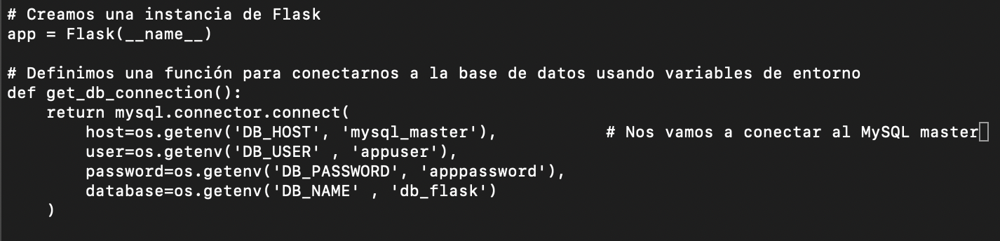 # Creamos una instancia de Flask
app = Flask(__name__)
# Definimos una función para conectarnos a la base de datos usando variables de entorno
def get_db_connection():
    return mysql.connector.connect(
        host=os.getenv('DB_HOST', 'mysql_master'),           # Nos vamos a conectar al MySQL master
        user=os.getenv('DB_USER' , 'appuser'),
        password=os.getenv('DB_PASSWORD', 'apppassword'),
        database=os.getenv('DB_NAME' , 'db_flask')
    )